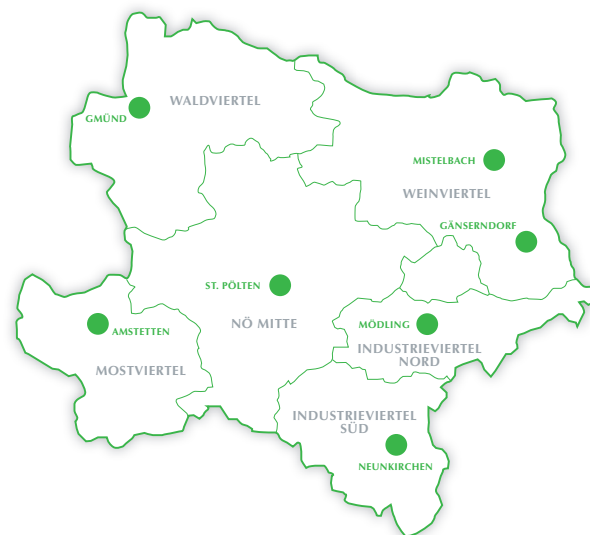 WALDVIERTEL
GMÜND
MISTELBACH
WEINVIERTEL
GÄNSERNDORF
ST. PÖLTEN
NÖ MITTE
MÖDLING
AMSTETTEN
INDUSTRIEVIERTEL
NORD
MOSTVIERTEL
INDUSTRIEVIERTEL
SÜD
NEUNKIRCHEN